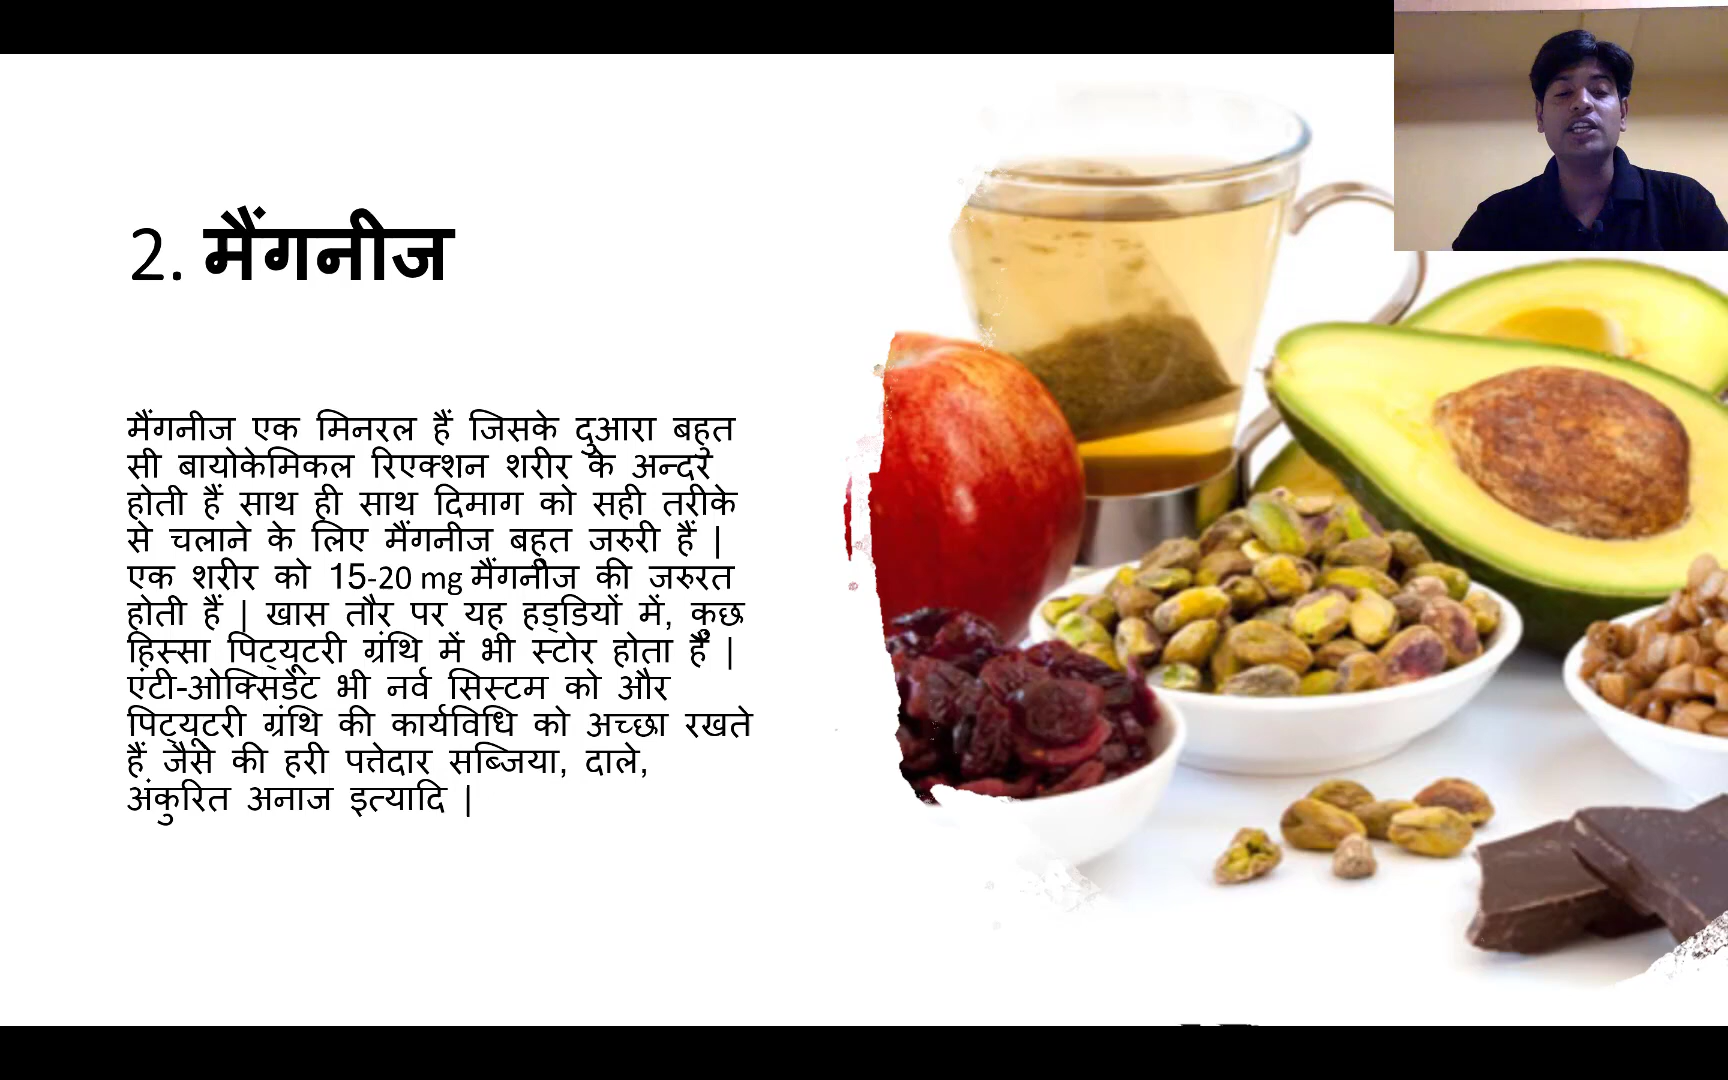 2. मैंगनीज
मैंगनीज एक मिनरल हैं जिसके दुआरा बहुत
सी बायोकेमिकल रिएक्शन शरीर के अन्दर
होती हैं साथ ही साथ दिमाग को सही तरीके
से चलाने के लिए मैंगनीज बहुत जरुरी हैं |
एक शरीर को 15-20 mg मैंगनीज की जरुरत
होती हैं | खास तौर पर यह हड्डियों में, कुछ
हिस्सा पिट्यूटरी ग्रंथि में भी स्टोर होता हैं |
एंटी-ओक्सिडेंट भी नर्व सिस्टम को और
पिट्यूटरी ग्रंथि की कार्यविधि को अच्छा रखते
हैं जैसे की हरी पत्तेदार सब्जिया, दाले,
अंकुरित अनाज इत्यादि |